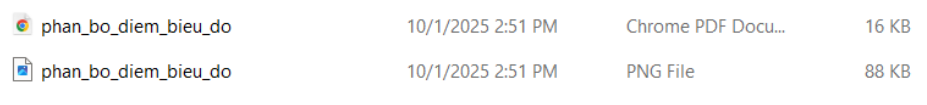 phan_bo_diem_bieu_do 10/1/2025 2:51 PM Chrome PDF Docu... 16 KB
phan_bo_diem_bieu_do 10/1/2025 2:51 PM PNG File 88 KB